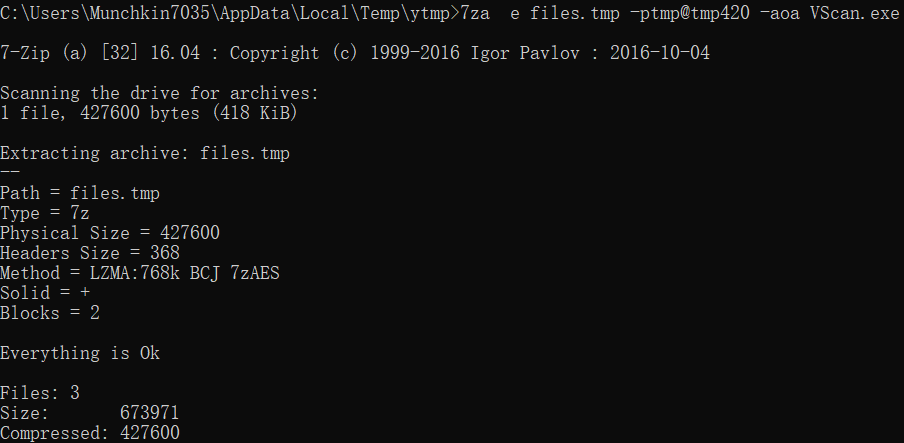 C:\Users\Munchkin7035\AppData\Local\Temp\ytmp>7za  e files.tmp -ptmp@tmp420 -aoa VScan.exe
7-Zip (a) [32] 16.04 : Copyright (c) 1999-2016 Igor Pavlov : 2016-10-04
Scanning the drive for archives:
1 file, 427600 bytes (418 KiB)
Extracting archive: files.tmp
--
Path = files.tmp
Type = 7z
Physical Size = 427600
Headers Size = 368
Method = LZMA:768k BCJ 7zAES
Solid = +
Blocks = 2
Everything is Ok
Files: 3
Size:       673971
Compressed: 427600